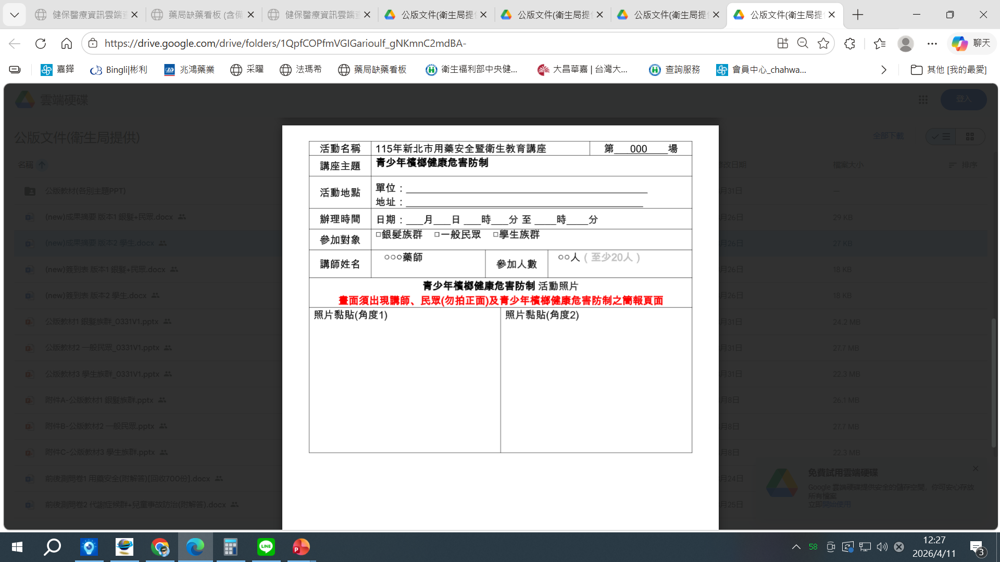 健保醫療資訊雲端查
藥局缺藥看板 (含備
健保醫療資訊雲端查
公版文件(衛生局提供
公版文件(衛生局提供
公版文件(衛生局提供
公版文件(衛生局提
https://drive.google.com/drive/folders/1QpfCOPfmVGIGarioulf_gNKmnC2mdBA-
聊天
嘉鏵
Bingli|彬利
兆鴻藥業
采曜
法瑪希
藥局缺藥看板
衛生福利部中央健...
大昌華嘉 | 台灣大...
查詢服務
會員中心_chahwa...
其他 [我的最愛]
雲端硬碟
登入
公版文件(衛生局提供)
全部下載
名稱
修改日期
檔案大小
排序
公版教材(各別主題PPT)
月31日
—
(new)成果摘要 版本1 銀髮+民眾.docx
月26日
29 KB
(new)成果摘要 版本2 學生.docx
月26日
27 KB
(new)簽到表 版本1 銀髮+民眾.docx
月26日
18 KB
(new)簽到表 版本2 學生.docx
月26日
18 KB
公版教材1 銀髮族群_0331V1.pptx
月31日
24.2 MB
公版教材2 一般民眾_0331V1.pptx
月31日
27.7 MB
公版教材3 學生族群_0331V1.pptx
月31日
22.3 MB
附件A-公版教材1 銀髮族群.pptx
月8日
26.1 MB
附件B-公版教材2 一般民眾.pptx
月8日
27.7 MB
附件C-公版教材3 學生族群.pptx
月8日
22.3 MB
前後測問卷1 用藥安全(附解答)[回收700份].docx
月24日
前後測問卷2 代謝症候群+兒童事故防治(附解答).docx
月25日
活動名稱 115年新北市用藥安全暨衛生教育講座 第___000____場
講座主題 青少年檳榔健康危害防制
活動地點 單位：
地址：
辦理時間 日期：___月___日 ___時___分 至 ____時____分
參加對象 □銀髮族群 □一般民眾 □學生族群
講師姓名 ○○○藥師 參加人數 ○○人 ( 至少20人 )
青少年檳榔健康危害防制 活動照片
畫面須出現講師、民眾(勿拍正面)及青少年檳榔健康危害防制之簡報頁面
照片黏貼(角度1) 照片黏貼(角度2)
免費試用雲端硬碟
Google 雲端硬碟提供安全的儲存空間，你可安心存放
所有檔案
立即開始使用
LINE
58
12:27
2026/4/11
3